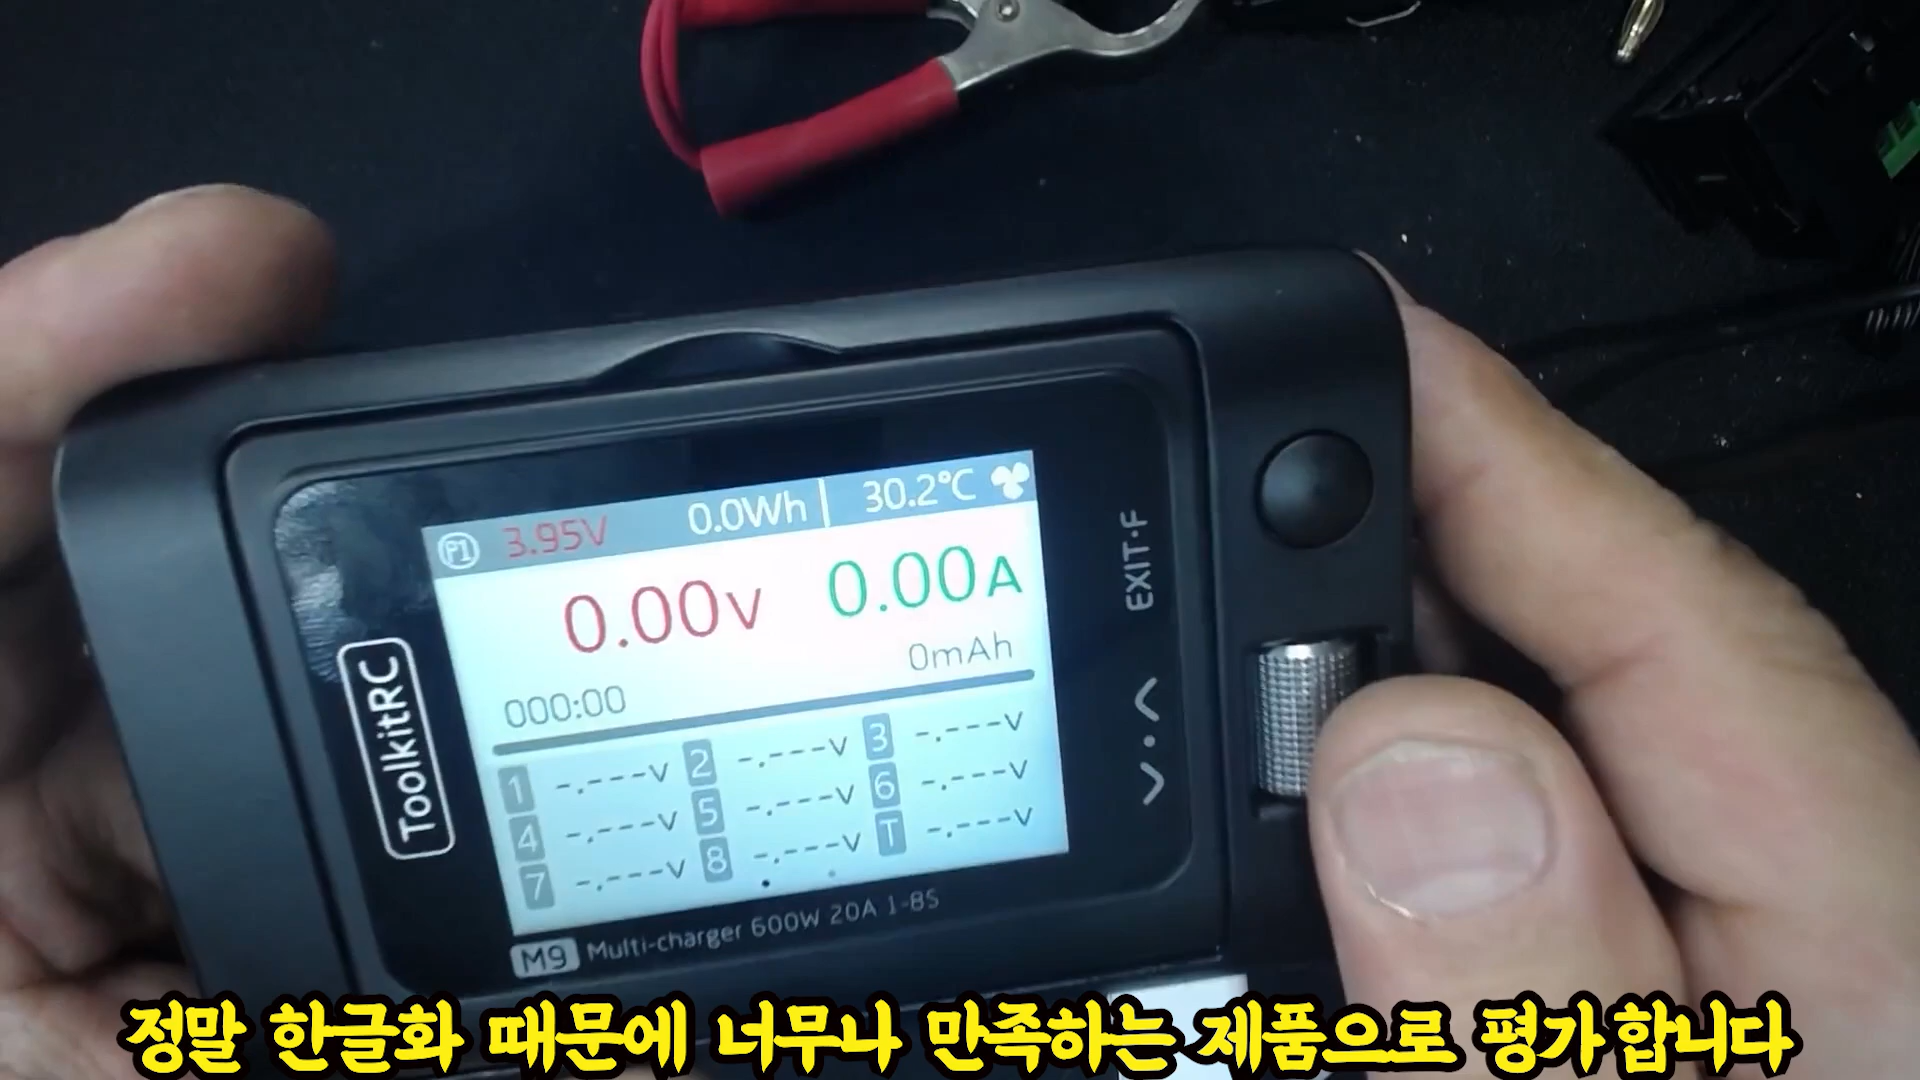 P1 3.95V 0.0Wh 30.2°C
0.00V 0.00A
0mAh
000:00
1 -.---V 2 -.---V 3 -.---V
4 -.---V 5 -.---V 6 -.---V
7 -.---V 8 -.---V T -.---V
M9 Multi-charger 600W 20A 1-8S
ToolkitRC
EXIT·F
정말 한글화 때문에 너무나 만족하는 제품으로 평가합니다